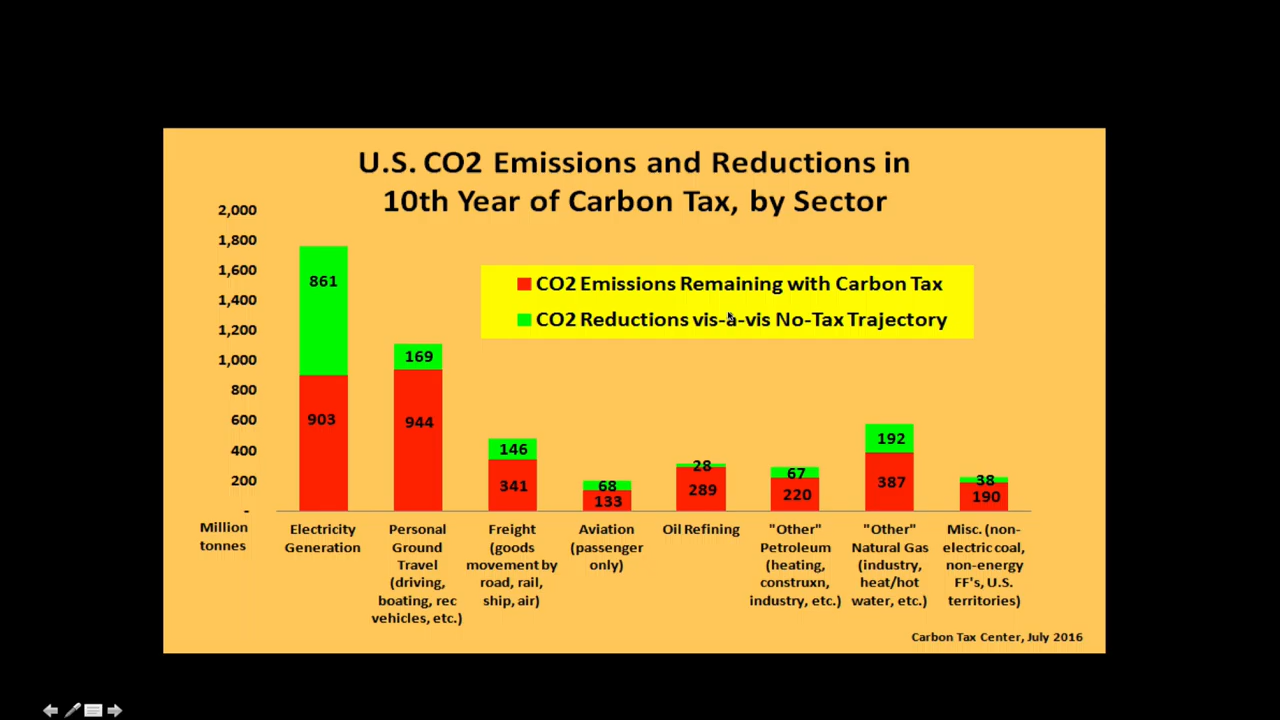 U.S. CO2 Emissions and Reductions in
10th Year of Carbon Tax, by Sector
2,000
1,800
1,600
1,400
1,200
1,000
800
600
400
200
-
Million
tonnes
CO2 Emissions Remaining with Carbon Tax
CO2 Reductions vis-a-vis No-Tax Trajectory
861
903
169
944
146
341
68
133
28
289
67
220
192
387
38
190
Electricity
Generation
Personal
Ground
Travel
(driving,
boating, rec
vehicles, etc.)
Freight
(goods
movement by
road, rail,
ship, air)
Aviation
(passenger
only)
Oil Refining
"Other"
Petroleum
(heating,
construxn,
industry, etc.)
"Other"
Natural Gas
(industry,
heat/hot
water, etc.)
Misc. (non-
electric coal,
non-energy
FF's, U.S.
territories)
Carbon Tax Center, July 2016